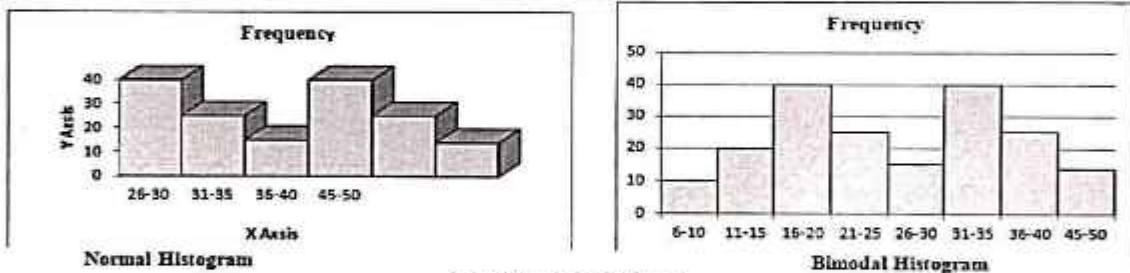 Frequency
40
30
20
10
0
Y Axsis
26-30 31-35 36-40 45-50
X Axsis
Normal Histogram
Frequency
50
40
30
20
10
0
6-10 11-15 16-20 21-25 26-30 31-35 36-40 45-50
Bimodal Histogram